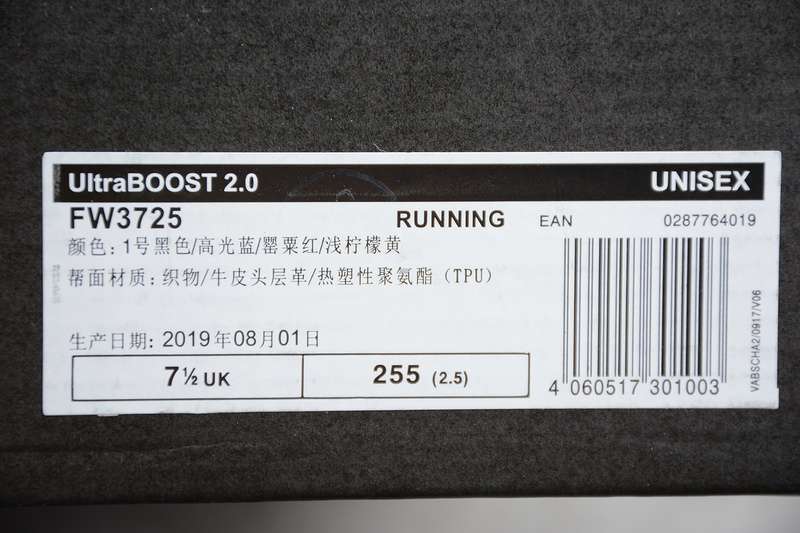 UltraBOOST 2.0 UNISEX
FW3725 RUNNING EAN 0287764019
颜色: 1号黑色/高光蓝/罂粟红/浅柠檬黄
帮面材质: 织物/牛皮头层革/热塑性聚氨酯（TPU）
生产日期: 2019年08月01日
7½ UK 255 (2.5)
4 060517 301003
VABSCHA2/0917/V06